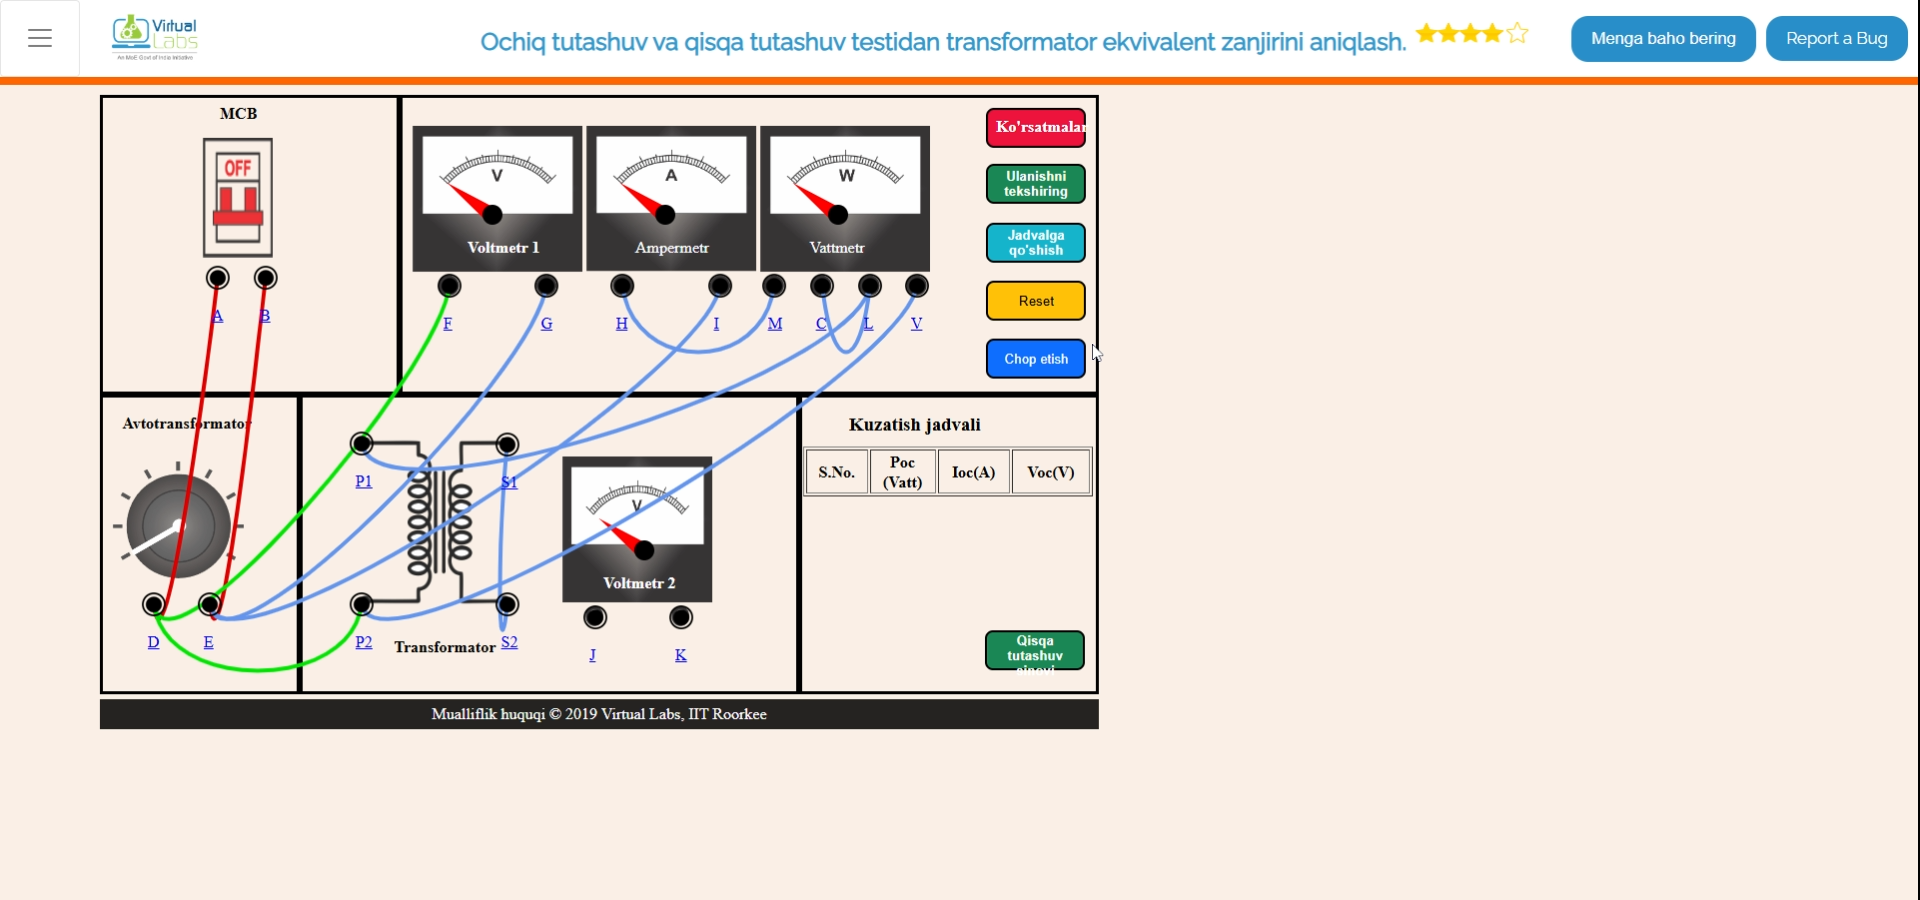 Virtual
Labs
An MoE Govt of India Initiative
Ochiq tutashuv va qisqa tutashuv testidan transformator ekvivalent zanjirini aniqlash.
Menga baho bering
Report a Bug
MCB
OFF
A
B
V
Voltmetr 1
A
Ampermetr
W
Vattmetr
F
G
H
I
M
C
L
V
Ko'rsatmalar
Ulanishni
tekshiring
Jadvalga
qo'shish
Reset
Chop etish
Avtotransformator
D
E
P1
P2
S1
S2
Transformator
V
Voltmetr 2
J
K
Kuzatish jadvali
S.No.
Poc
(Vatt)
Ioc(A)
Voc(V)
Qisqa
tutashuv
sinovi
Mualliflik huquqi © 2019 Virtual Labs, IIT Roorkee